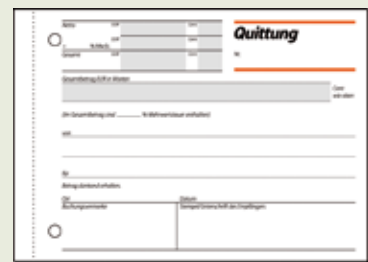 Netto EUR Cent
Quittung
EUR Cent
+ % MwSt.
Nr.
Gesamt EUR Cent
Gesamtbetrag EUR in Worten
Cent
wie oben
(Im Gesamtbetrag sind % Mehrwertsteuer enthalten)
von
für
Betrag dankend erhalten.
Ort Datum
Buchungsvermerke Stempel/Unterschrift des Empfängers